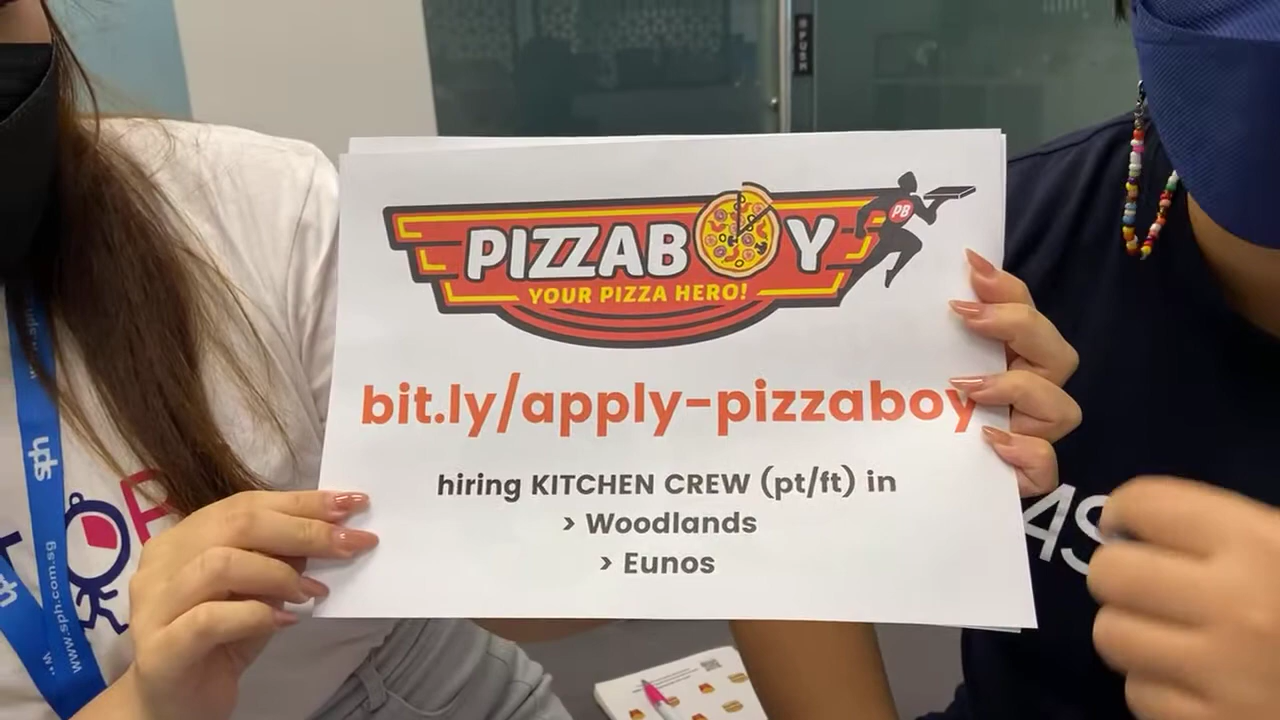 PUSH
PIZZABOY
PB
YOUR PIZZA HERO!
bit.ly/apply-pizzaboy
hiring KITCHEN CREW (pt/ft) in
> Woodlands
> Eunos
sph
www.sph.com.sg
AS